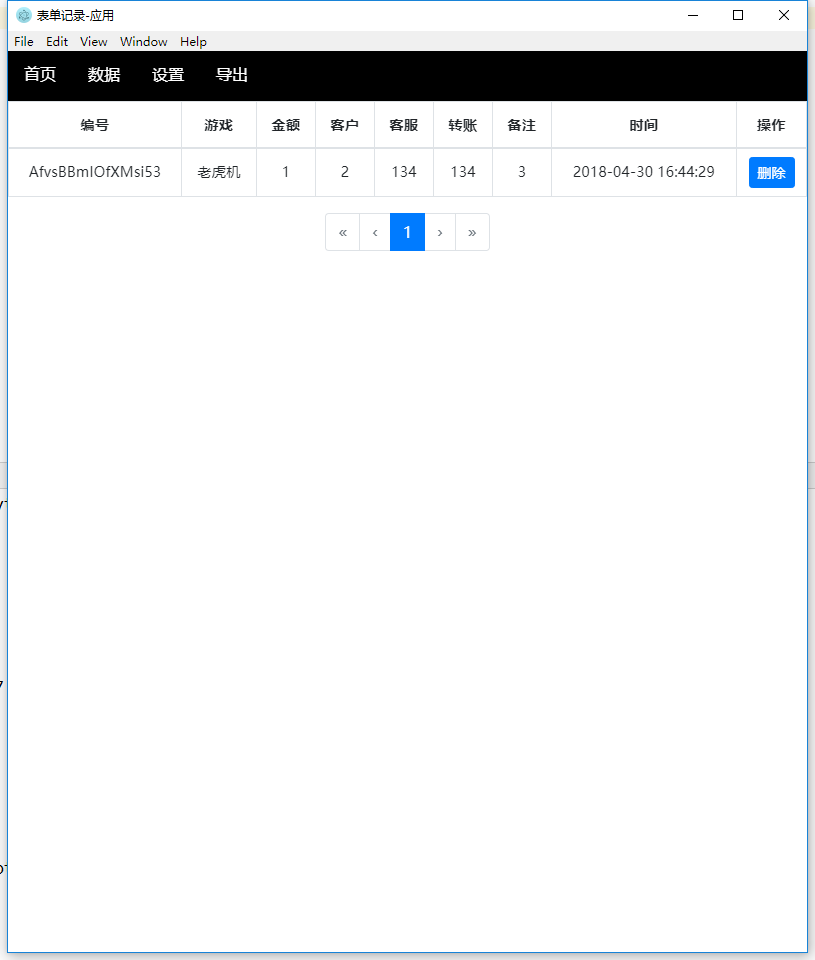 表单记录-应用
File Edit View Window Help
首页 数据 设置 导出
编号 游戏 金额 客户 客服 转账 备注 时间 操作
AfvsBBmIOfXMsi53 老虎机 1 2 134 134 3 2018-04-30 16:44:29 删除
« ‹ 1 › »